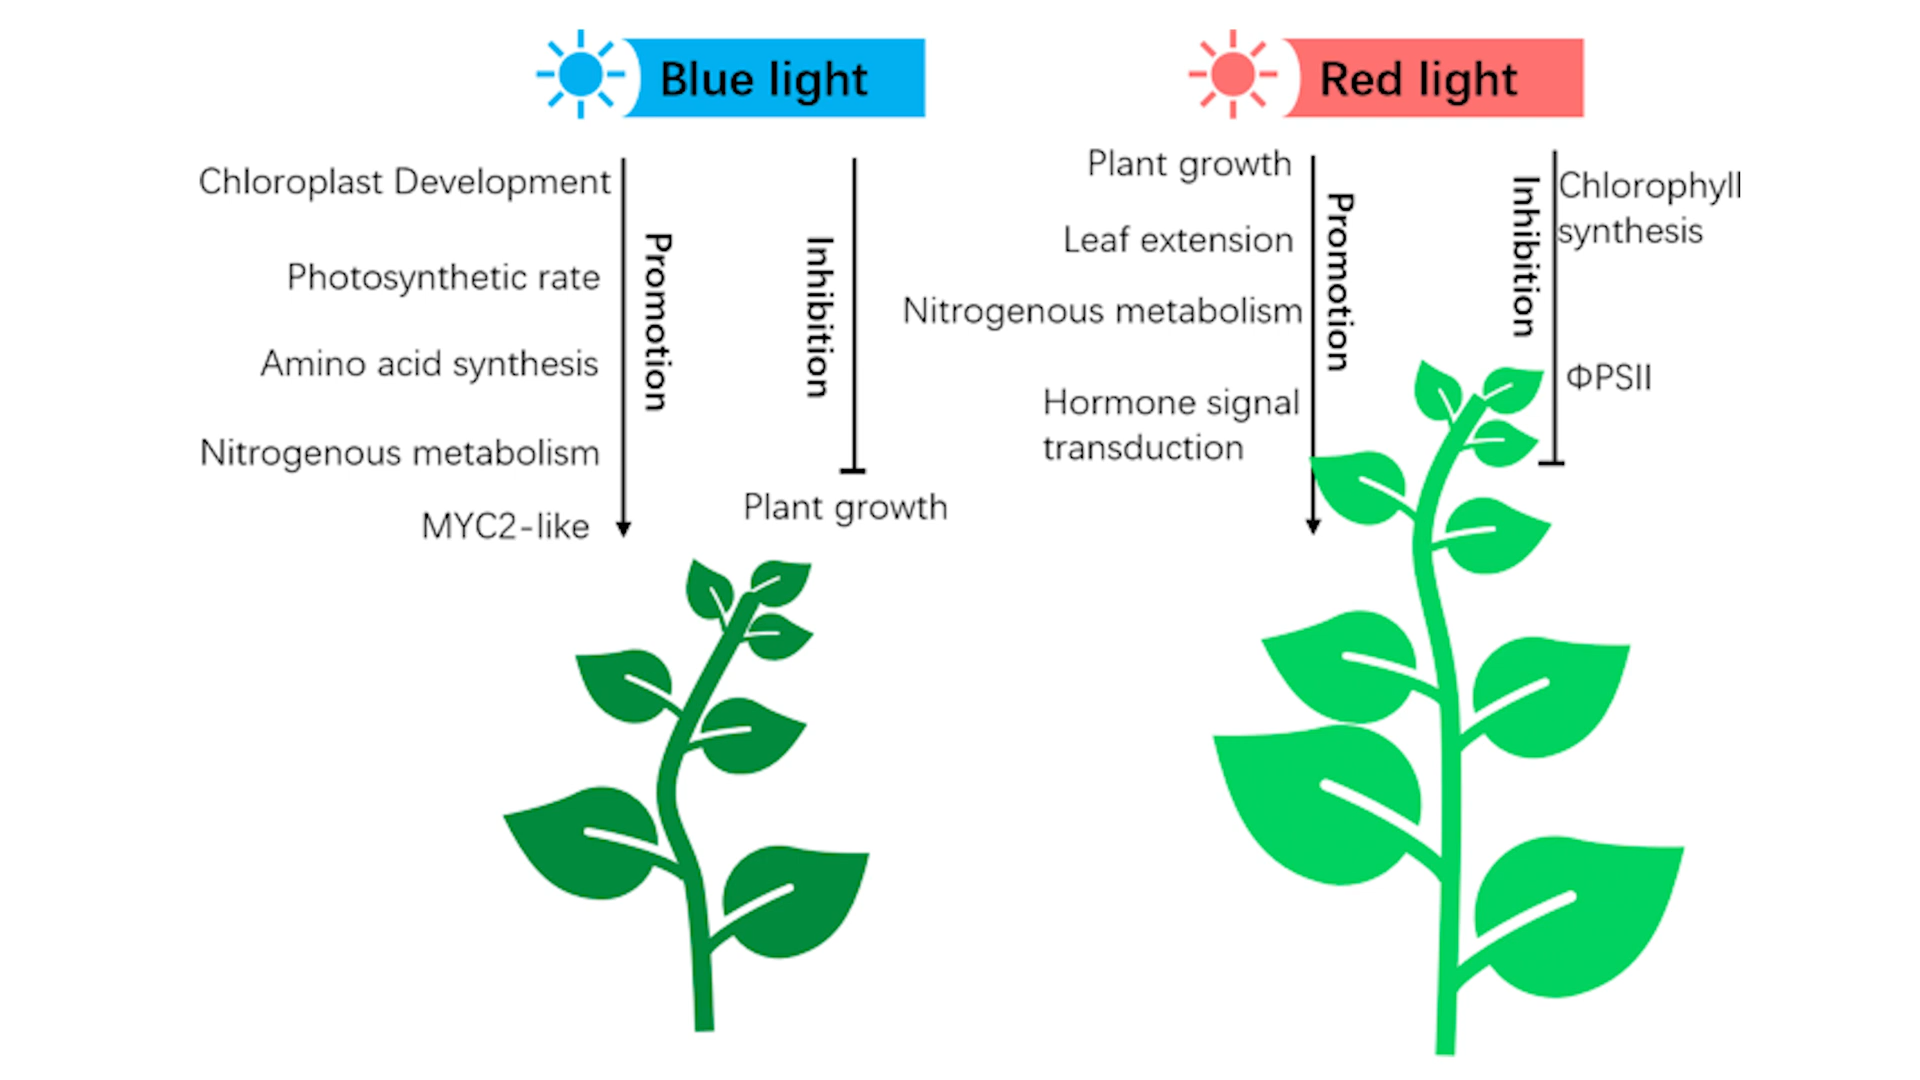 Blue light
Chloroplast Development
Photosynthetic rate
Amino acid synthesis
Nitrogenous metabolism
MYC2-like
Promotion
Inhibition
Plant growth
Red light
Plant growth
Leaf extension
Nitrogenous metabolism
Hormone signal
transduction
Promotion
Inhibition
Chlorophyll
synthesis
ΦPSII